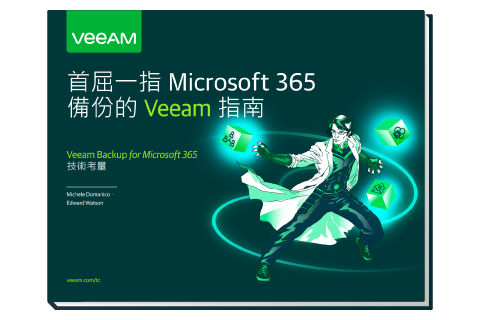 veeAM
首屈一指 Microsoft 365
備份的 Veeam 指南
Veeam Backup for Microsoft 365
技術考量
Michele Domanico
Edward Watson
veeam.com/tc